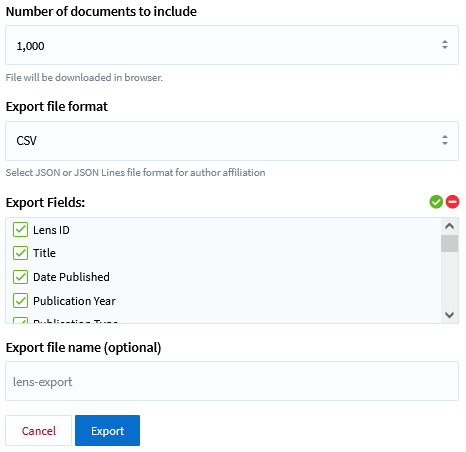 Number of documents to include
1,000
File will be downloaded in browser.
Export file format
CSV
Select JSON or JSON Lines file format for author affiliation
Export Fields:
Lens ID
Title
Date Published
Publication Year
Publication Type
Export file name (optional)
lens-export
Cancel
Export